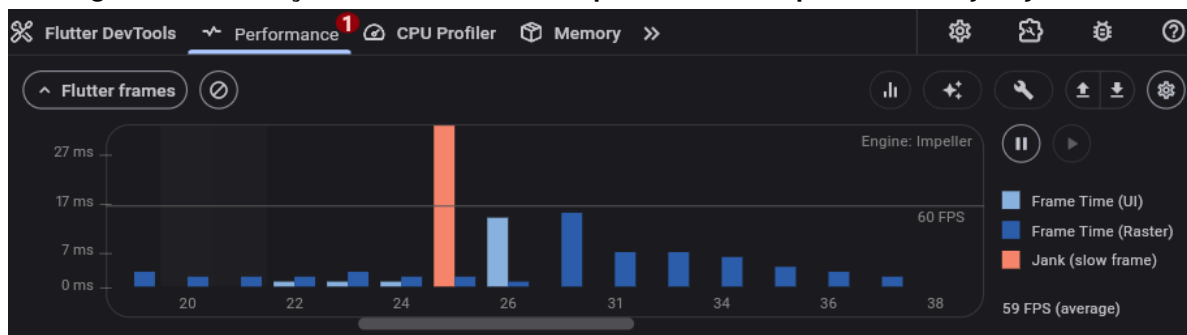 Flutter DevTools Performance 1 CPU Profiler Memory
Flutter frames
Engine: Impeller
27 ms
17 ms
60 FPS
7 ms
0 ms
20 22 24 26 31 34 36 38
Frame Time (UI)
Frame Time (Raster)
Jank (slow frame)
59 FPS (average)